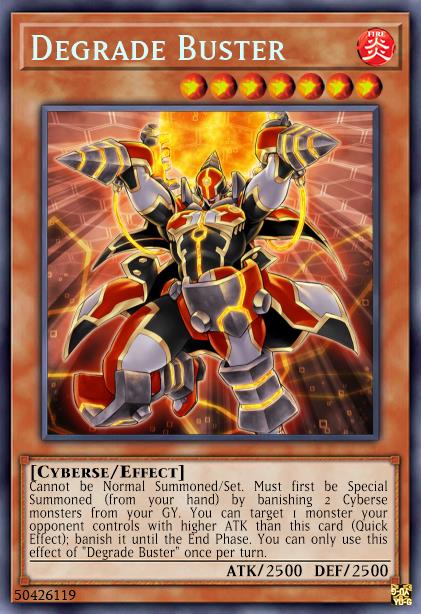 Degrade Buster
FIRE
炎
[Cyberse/Effect]
Cannot be Normal Summoned/Set. Must first be Special
Summoned (from your hand) by banishing 2 Cyberse
monsters from your GY. You can target 1 monster your
opponent controls with higher ATK than this card (Quick
Effect); banish it until the End Phase. You can only use this
effect of "Degrade Buster" once per turn.
ATK/2500 DEF/2500
50426119